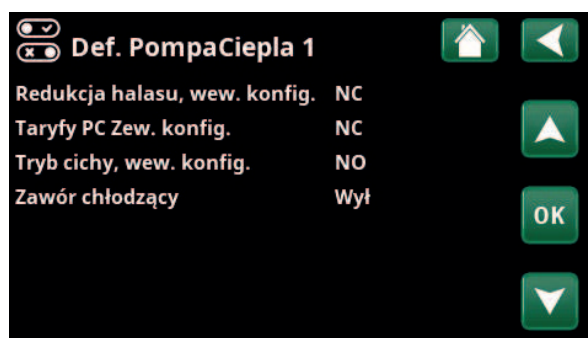 Def. PompaCiepla 1
Redukcja halasu, wew. konfig. NC
Taryfy PC Zew. konfig. NC
Tryb cichy, wew. konfig. NO
Zawór chłodzący Wył
OK